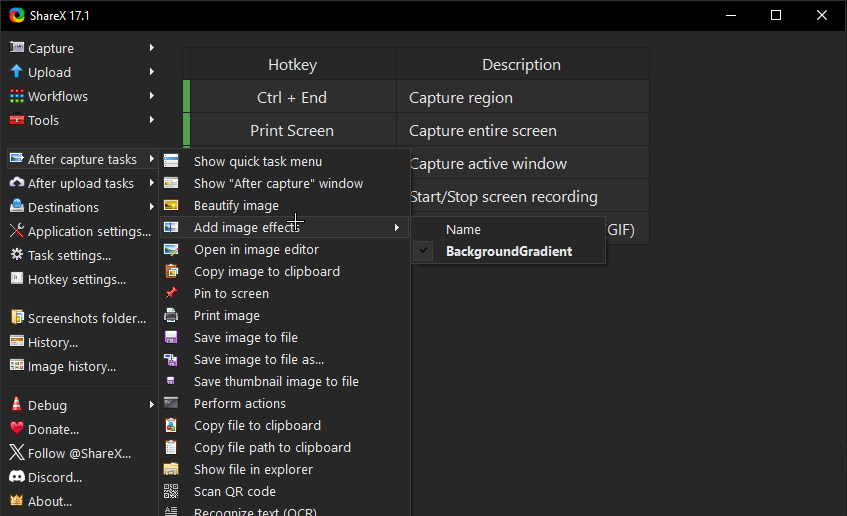 ShareX 17.1
Capture
Upload
Workflows
Tools
After capture tasks
After upload tasks
Destinations
Application settings...
Task settings...
Hotkey settings...
Screenshots folder...
History...
Image history...
Debug
Donate...
Follow @ShareX...
Discord...
About...
Hotkey Description
Ctrl + End Capture region
Print Screen Capture entire screen
Capture active window
Start/Stop screen recording
GIF)
Show quick task menu
Show "After capture" window
Beautify image
Add image effects
Open in image editor
Copy image to clipboard
Pin to screen
Print image
Save image to file
Save image to file as...
Save thumbnail image to file
Perform actions
Copy file to clipboard
Copy file path to clipboard
Show file in explorer
Scan QR code
Recognize text (OCR)
Name
BackgroundGradient